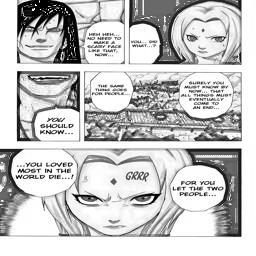 YOU... DID
WHAT...?
HEH HEH...
NO NEED TO
MAKE A
SCARY FACE
LIKE THAT,
NOW...
SURELY YOU
MUST KNOW BY
NOW... THAT
ALL THINGS MUST
EVENTUALLY
COME TO
AN END...
THE SAME
THING GOES
FOR PEOPLE...
YOU
SHOULD
KNOW...
FOR YOU
LET THE TWO
PEOPLE...
GRRR
...YOU LOVED
MOST IN THE
WORLD DIE...!